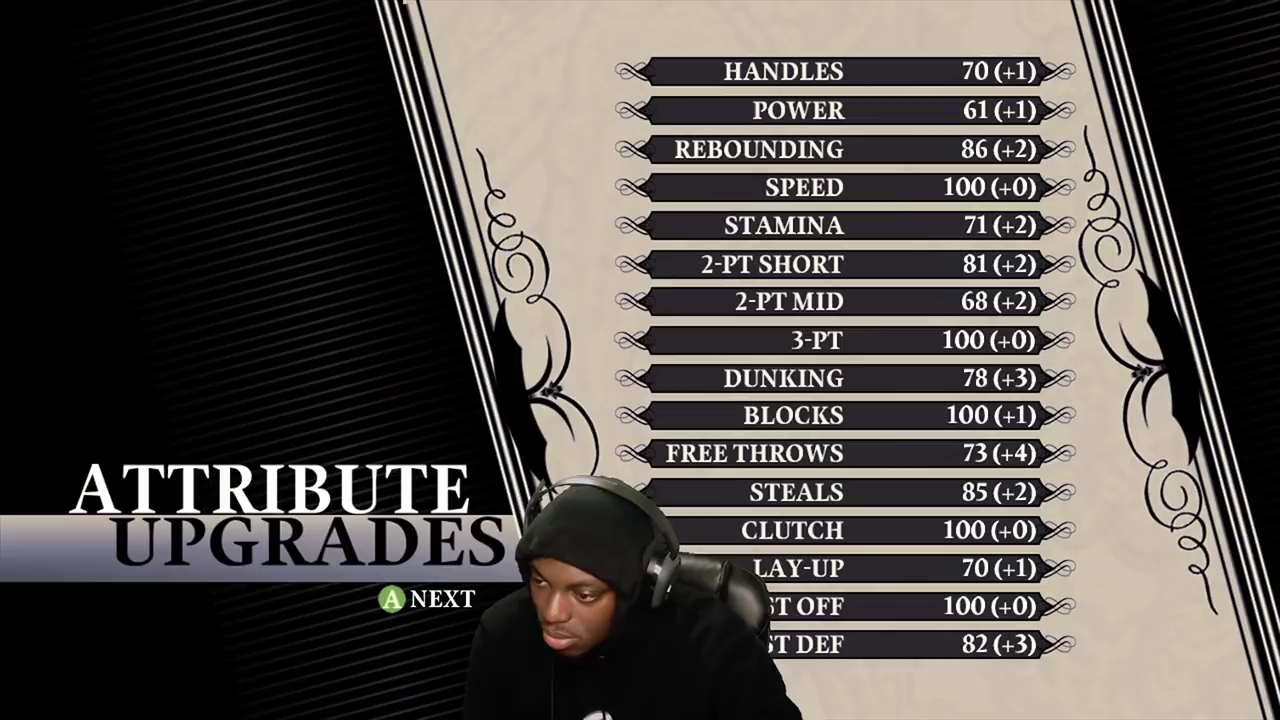 HANDLES 70 (+1)
POWER 61 (+1)
REBOUNDING 86 (+2)
SPEED 100 (+0)
STAMINA 71 (+2)
2-PT SHORT 81 (+2)
2-PT MID 68 (+2)
3-PT 100 (+0)
DUNKING 78 (+3)
BLOCKS 100 (+1)
FREE THROWS 73 (+4)
STEALS 85 (+2)
CLUTCH 100 (+0)
LAY-UP 70 (+1)
OFF 100 (+0)
DEF 82 (+3)
ATTRIBUTE
UPGRADES
A NEXT